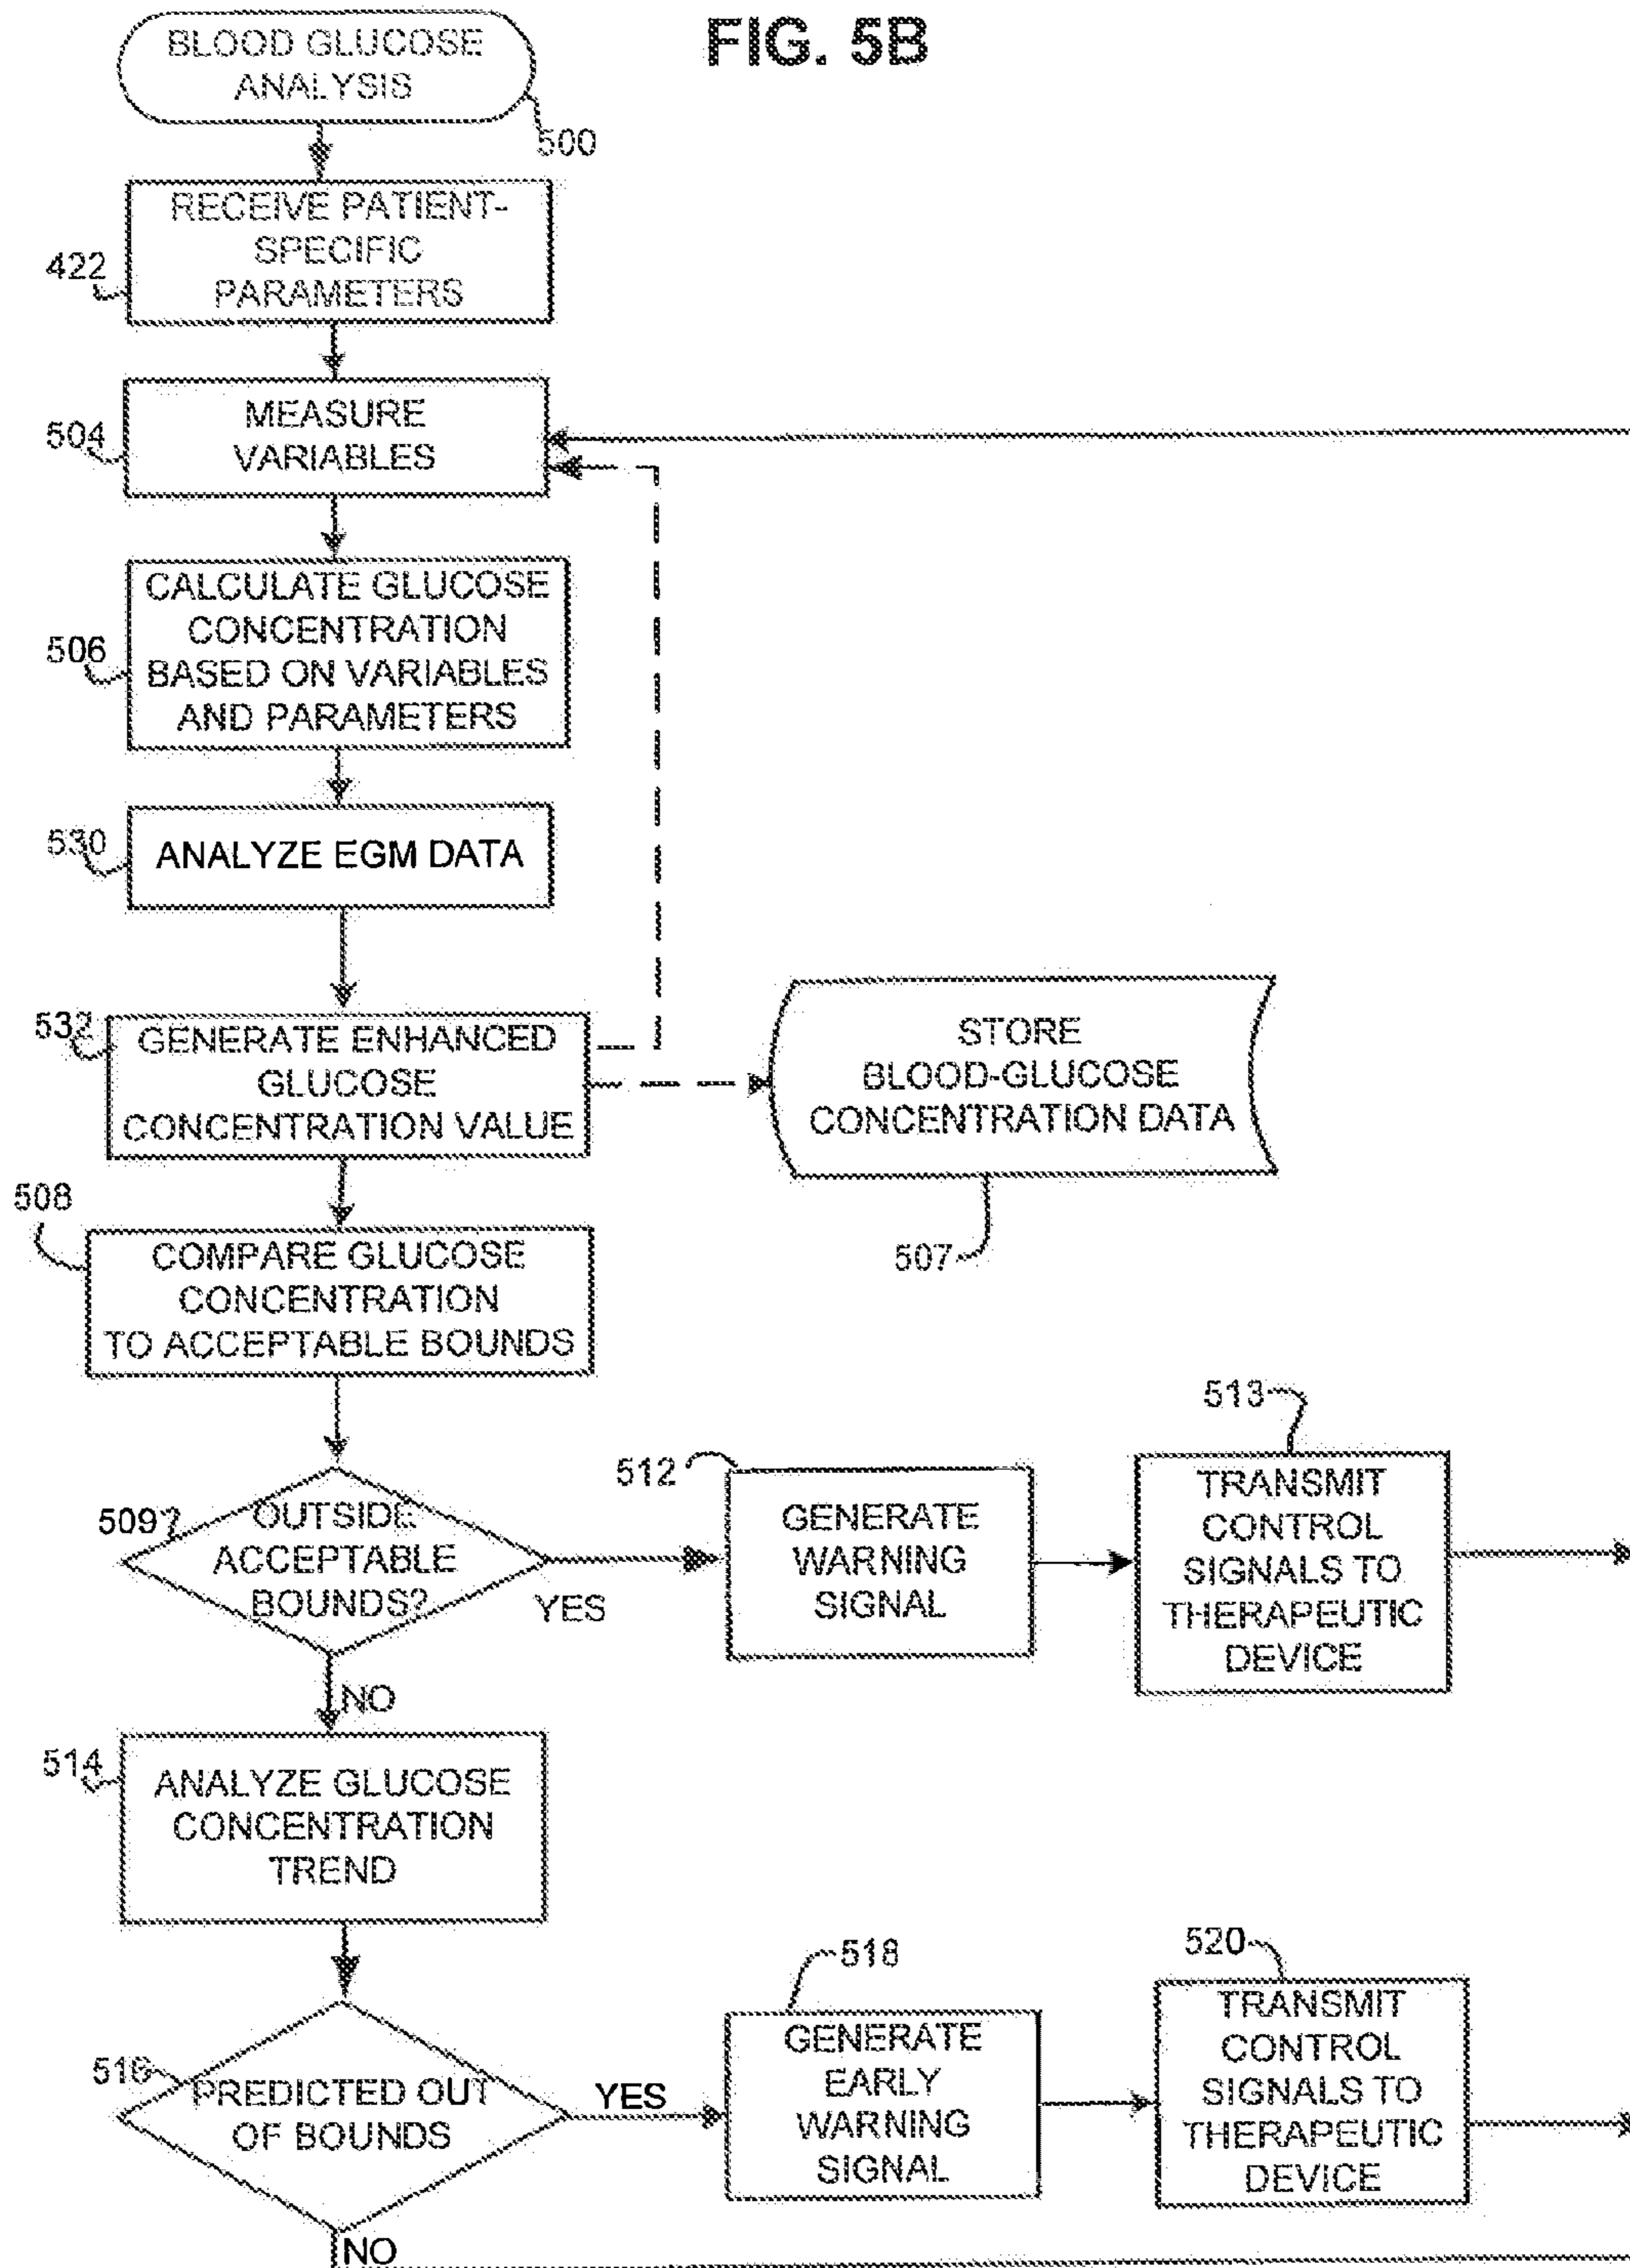 FIG. 5B
BLOOD GLUCOSE
ANALYSIS
500
RECEIVE PATIENT-
SPECIFIC
PARAMETERS
422
MEASURE
VARIABLES
504
CALCULATE GLUCOSE
CONCENTRATION
BASED ON VARIABLES
AND PARAMETERS
506
ANALYZE EGM DATA
530
GENERATE ENHANCED
GLUCOSE
CONCENTRATION VALUE
532
STORE
BLOOD-GLUCOSE
CONCENTRATION DATA
507
508
COMPARE GLUCOSE
CONCENTRATION
TO ACCEPTABLE BOUNDS
509
OUTSIDE
ACCEPTABLE
BOUNDS?
YES
NO
512
GENERATE
WARNING
SIGNAL
513
TRANSMIT
CONTROL
SIGNALS TO
THERAPEUTIC
DEVICE
514
ANALYZE GLUCOSE
CONCENTRATION
TREND
516
PREDICTED OUT
OF BOUNDS
YES
NO
518
GENERATE
EARLY
WARNING
SIGNAL
520
TRANSMIT
CONTROL
SIGNALS TO
THERAPEUTIC
DEVICE